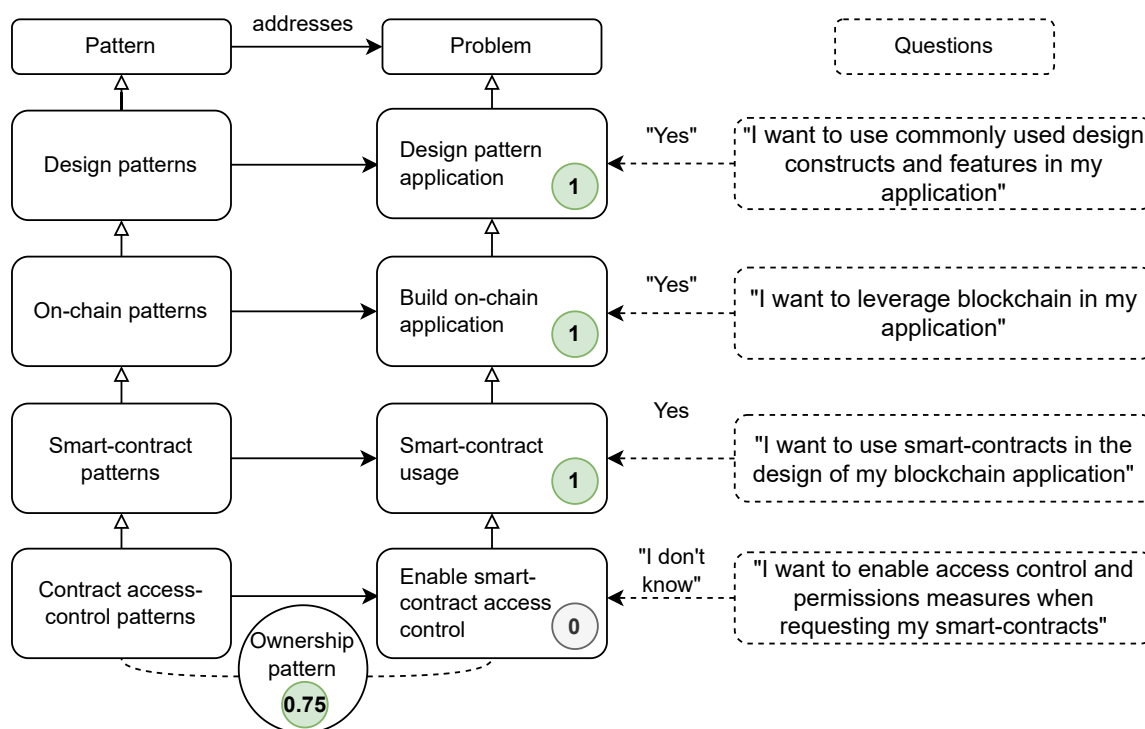 addresses
Pattern
Problem
Questions
Design patterns
Design pattern
application
1
"Yes"
"I want to use commonly used design
constructs and features in my
application"
On-chain patterns
Build on-chain
application
1
"Yes"
"I want to leverage blockchain in my
application"
Smart-contract
patterns
Smart-contract
usage
1
Yes
"I want to use smart-contracts in the
design of my blockchain application"
Contract access-
control patterns
Enable smart-
contract access
control
0
"I don't
know"
"I want to enable access control and
permissions measures when
requesting my smart-contracts"
Ownership
pattern
0.75